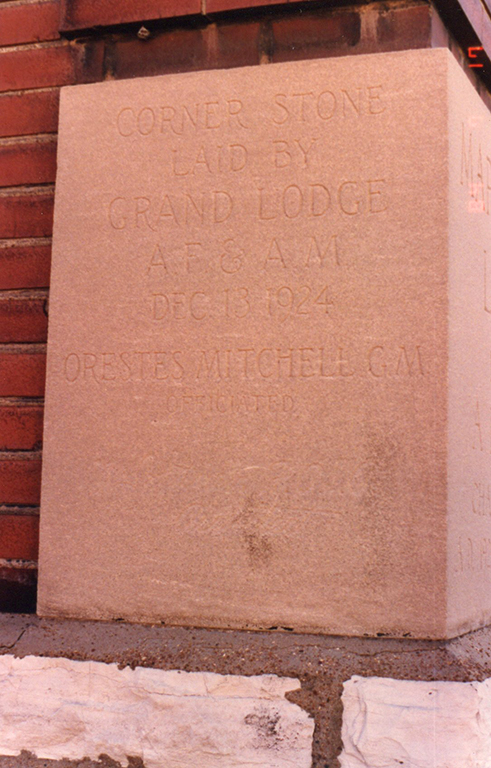 CORNER STONE
LAID BY
GRAND LODGE
A.F. & A.M.
DEC 13 1924
ORESTES MITCHELL G.M.
OFFICIATED